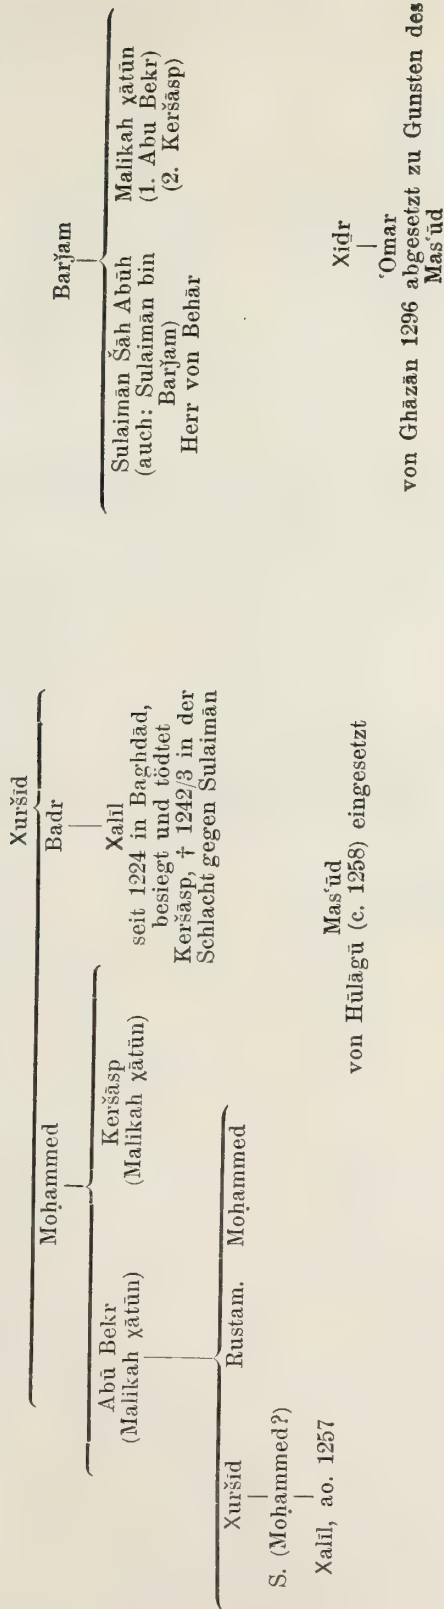 Xuršīd
Moḥammed Badr
Abū Bekr
(Malikah χātūn)
Keršāsp
(Malikah χātūn)
Xalīl
seit 1224 in Baghdād,
besiegt und tödtet
Keršāsp, † 1242/3 in der
Schlacht gegen Sulaimān
Xuršīd Rustam. Moḥammed
S. (Moḥammed?)
Xalīl, ao. 1257
Barǰam
Sulaimān Šāh Abūh
(auch: Sulaimān bin
Barǰam)
Herr von Behār
Malikah χātūn
(1. Abu Bekr)
(2. Keršāsp)
Mas‘ūd
von Hūlāgū (c. 1258) eingesetzt
Xiḍr
‘Omar
von Ghāzān 1296 abgesetzt zu Gunsten des
Mas‘ūd